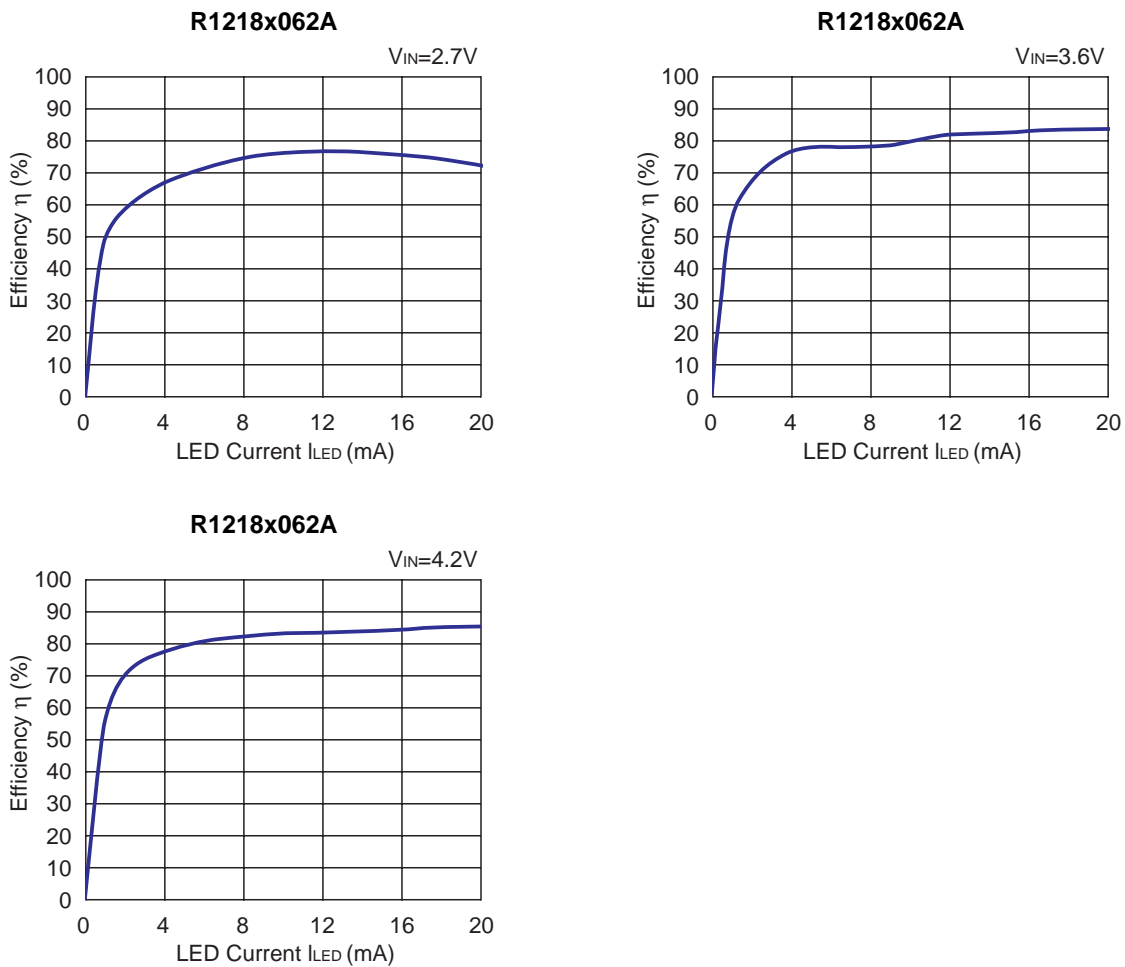 R1218x062A
VIN=2.7V
100
90
80
70
60
50
40
30
20
10
0
Efficiency η (%)
0 4 8 12 16 20
LED Current ILED (mA)
R1218x062A
VIN=3.6V
100
90
80
70
60
50
40
30
20
10
0
Efficiency η (%)
0 4 8 12 16 20
LED Current ILED (mA)
R1218x062A
VIN=4.2V
100
90
80
70
60
50
40
30
20
10
0
Efficiency η (%)
0 4 8 12 16 20
LED Current ILED (mA)